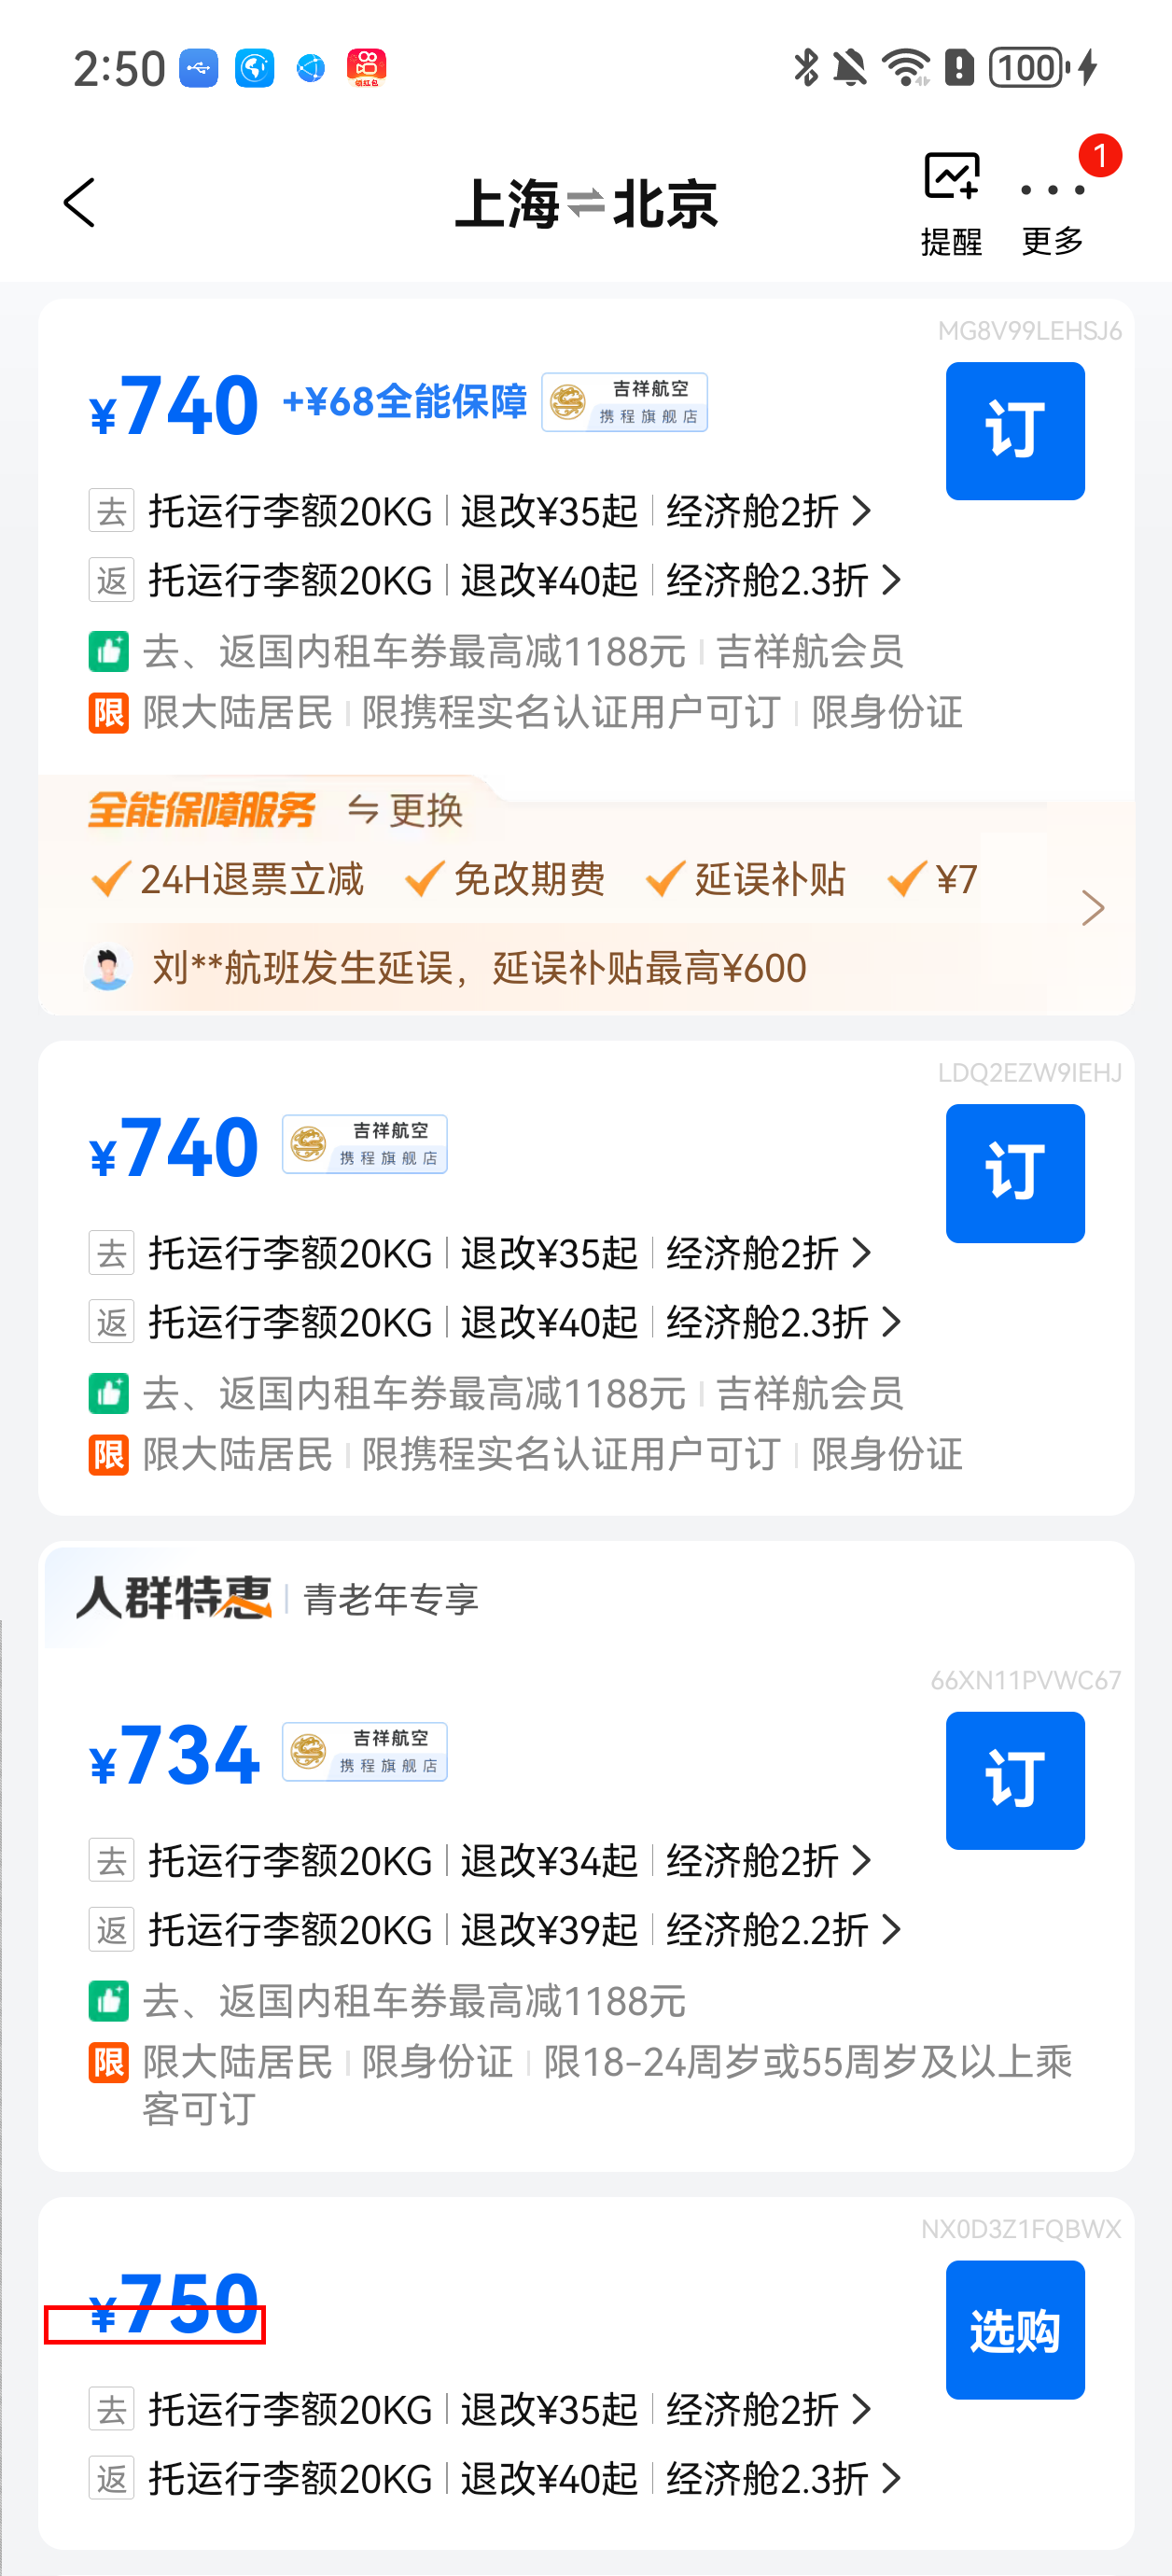 2:50
领红包
100
上海⇌北京
提醒
更多
1
MG8V99LEHSJ6
¥740 +¥68全能保障 吉祥航空 携程旗舰店
订
去 托运行李额20KG | 退改¥35起 | 经济舱2折 >
返 托运行李额20KG | 退改¥40起 | 经济舱2.3折 >
去、返国内租车券最高减1188元 | 吉祥航会员
限 限大陆居民 | 限携程实名认证用户可订 | 限身份证
全能保障服务 ⇋更换
24H退票立减 免改期费 延误补贴 ¥7
刘**航班发生延误，延误补贴最高¥600
LDQ2EZW9IEHJ
¥740 吉祥航空 携程旗舰店
订
去 托运行李额20KG | 退改¥35起 | 经济舱2折 >
返 托运行李额20KG | 退改¥40起 | 经济舱2.3折 >
去、返国内租车券最高减1188元 | 吉祥航会员
限 限大陆居民 | 限携程实名认证用户可订 | 限身份证
人群特惠 | 青老年专享
66XN11PVWC67
¥734 吉祥航空 携程旗舰店
订
去 托运行李额20KG | 退改¥34起 | 经济舱2折 >
返 托运行李额20KG | 退改¥39起 | 经济舱2.2折 >
去、返国内租车券最高减1188元
限 限大陆居民 | 限身份证 | 限18-24周岁或55周岁及以上乘
客可订
NX0D3Z1FQBWX
¥750
选购
去 托运行李额20KG | 退改¥35起 | 经济舱2折 >
返 托运行李额20KG | 退改¥40起 | 经济舱2.3折 >